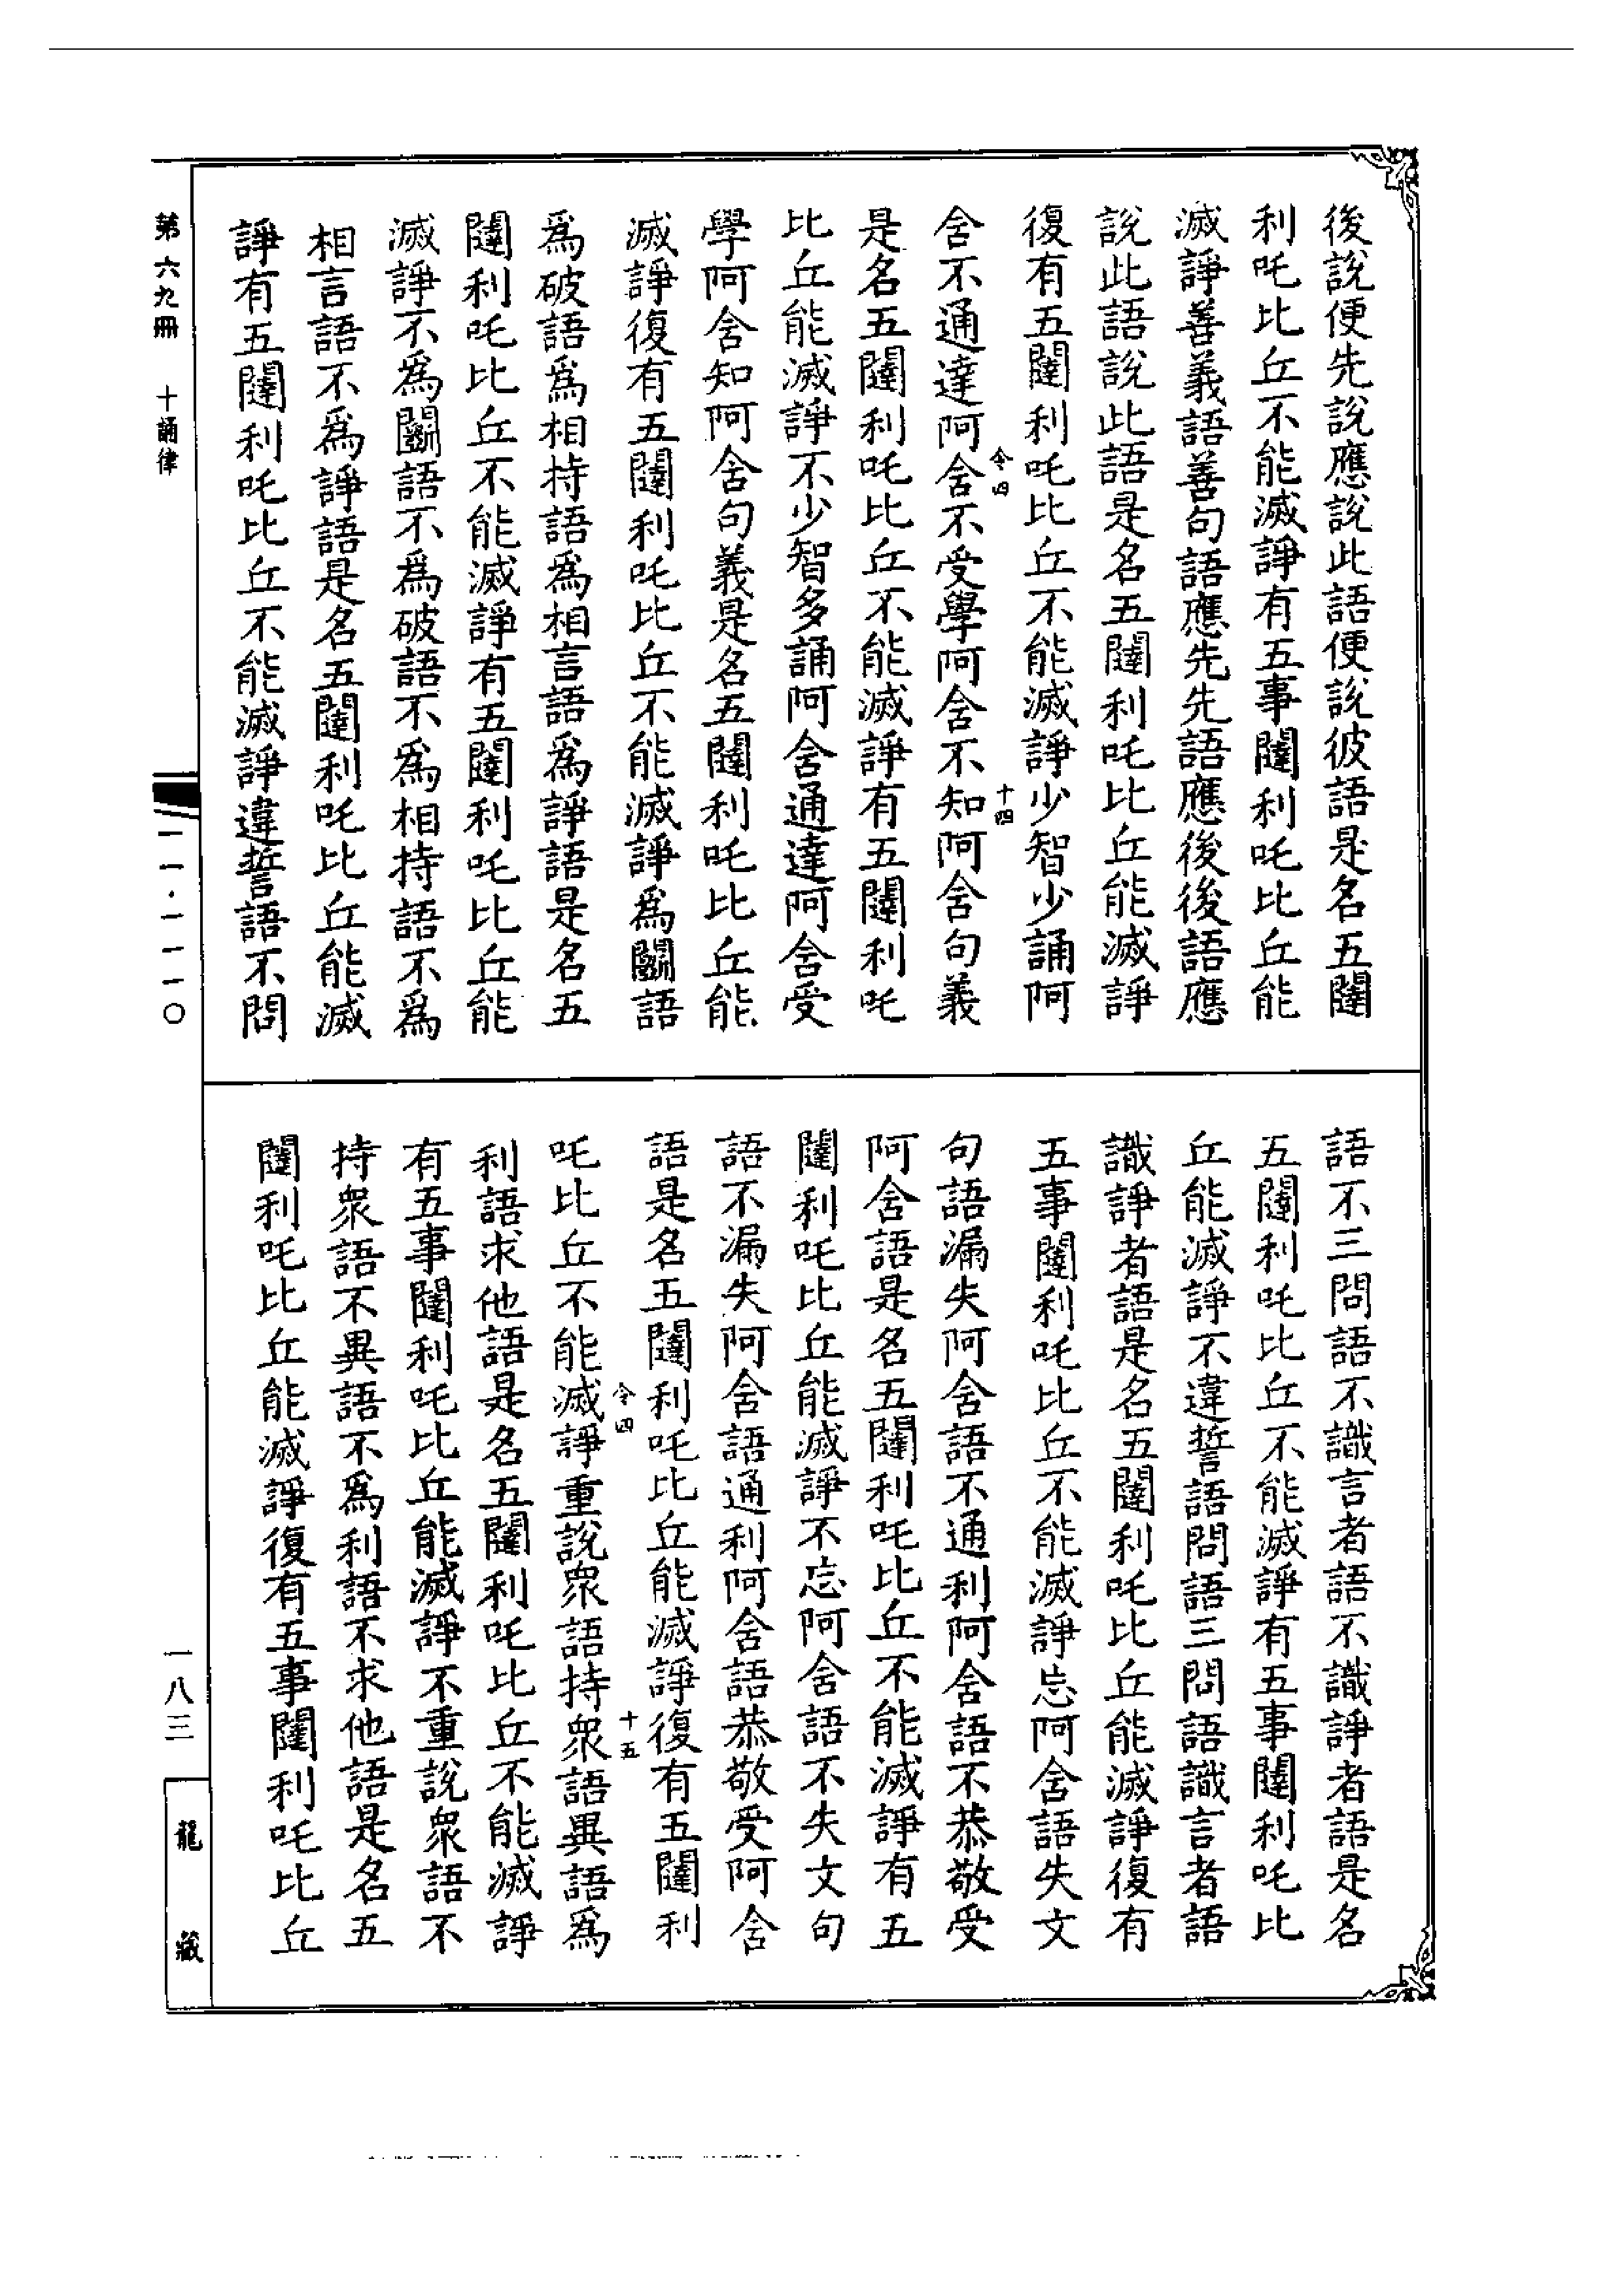 後說便先說應說此語便說彼語是名五闥
利吒比丘不能滅諍有五事闥利吒比丘能
滅諍善義語善句語應先先語應後後語應
說此語說此語是名五闥利吒比丘能滅諍
復有五闥利吒比丘不能滅諍少智少誦阿
令四
十四
含不通達阿含不受學阿含不知阿含句義
是名五闥利吒比丘不能滅諍有五闥利吒
比丘能滅諍不少智多誦阿含通達阿含受
學阿含知阿含句義是名五闥利吒比丘能
滅諍復有五闥利吒比丘不能滅諍為鬭語
為破語為相持語為相言語為諍語是名五
闥利吒比丘不能滅諍有五闥利吒比丘能
滅諍不為鬭語不為破語不為相持語不為
相言語不為諍語是名五闥利吒比丘能滅
諍有五闥利吒比丘不能滅諍違誓語不問
語不三問語不識言者語不識諍者語是名
五闥利吒比丘不能滅諍有五事闥利吒比
丘能滅諍不違誓語問語三問語識言者語
識諍者語是名五闥利吒比丘能滅諍復有
五事闥利吒比丘不能滅諍忘阿含語失文
句語漏失阿含語不通利阿含語不恭敬受
阿含語是名五闥利吒比丘不能滅諍有五
闥利吒比丘能滅諍不忘阿含語不失文句
語不漏失阿含語通利阿含語恭敬受阿含
語是名五闥利吒比丘能滅諍復有五闥利
令四
十五
吒比丘不能滅諍重說眾語持眾語異語為
利語求他語是名五闥利吒比丘不能滅諍
有五事闥利吒比丘能滅諍不重說眾語不
持眾語不異語不為利語不求他語是名五
闥利吒比丘能滅諍復有五事闥利吒比丘
第六九冊 十誦律
一一·一一一〇
一八三
龍藏